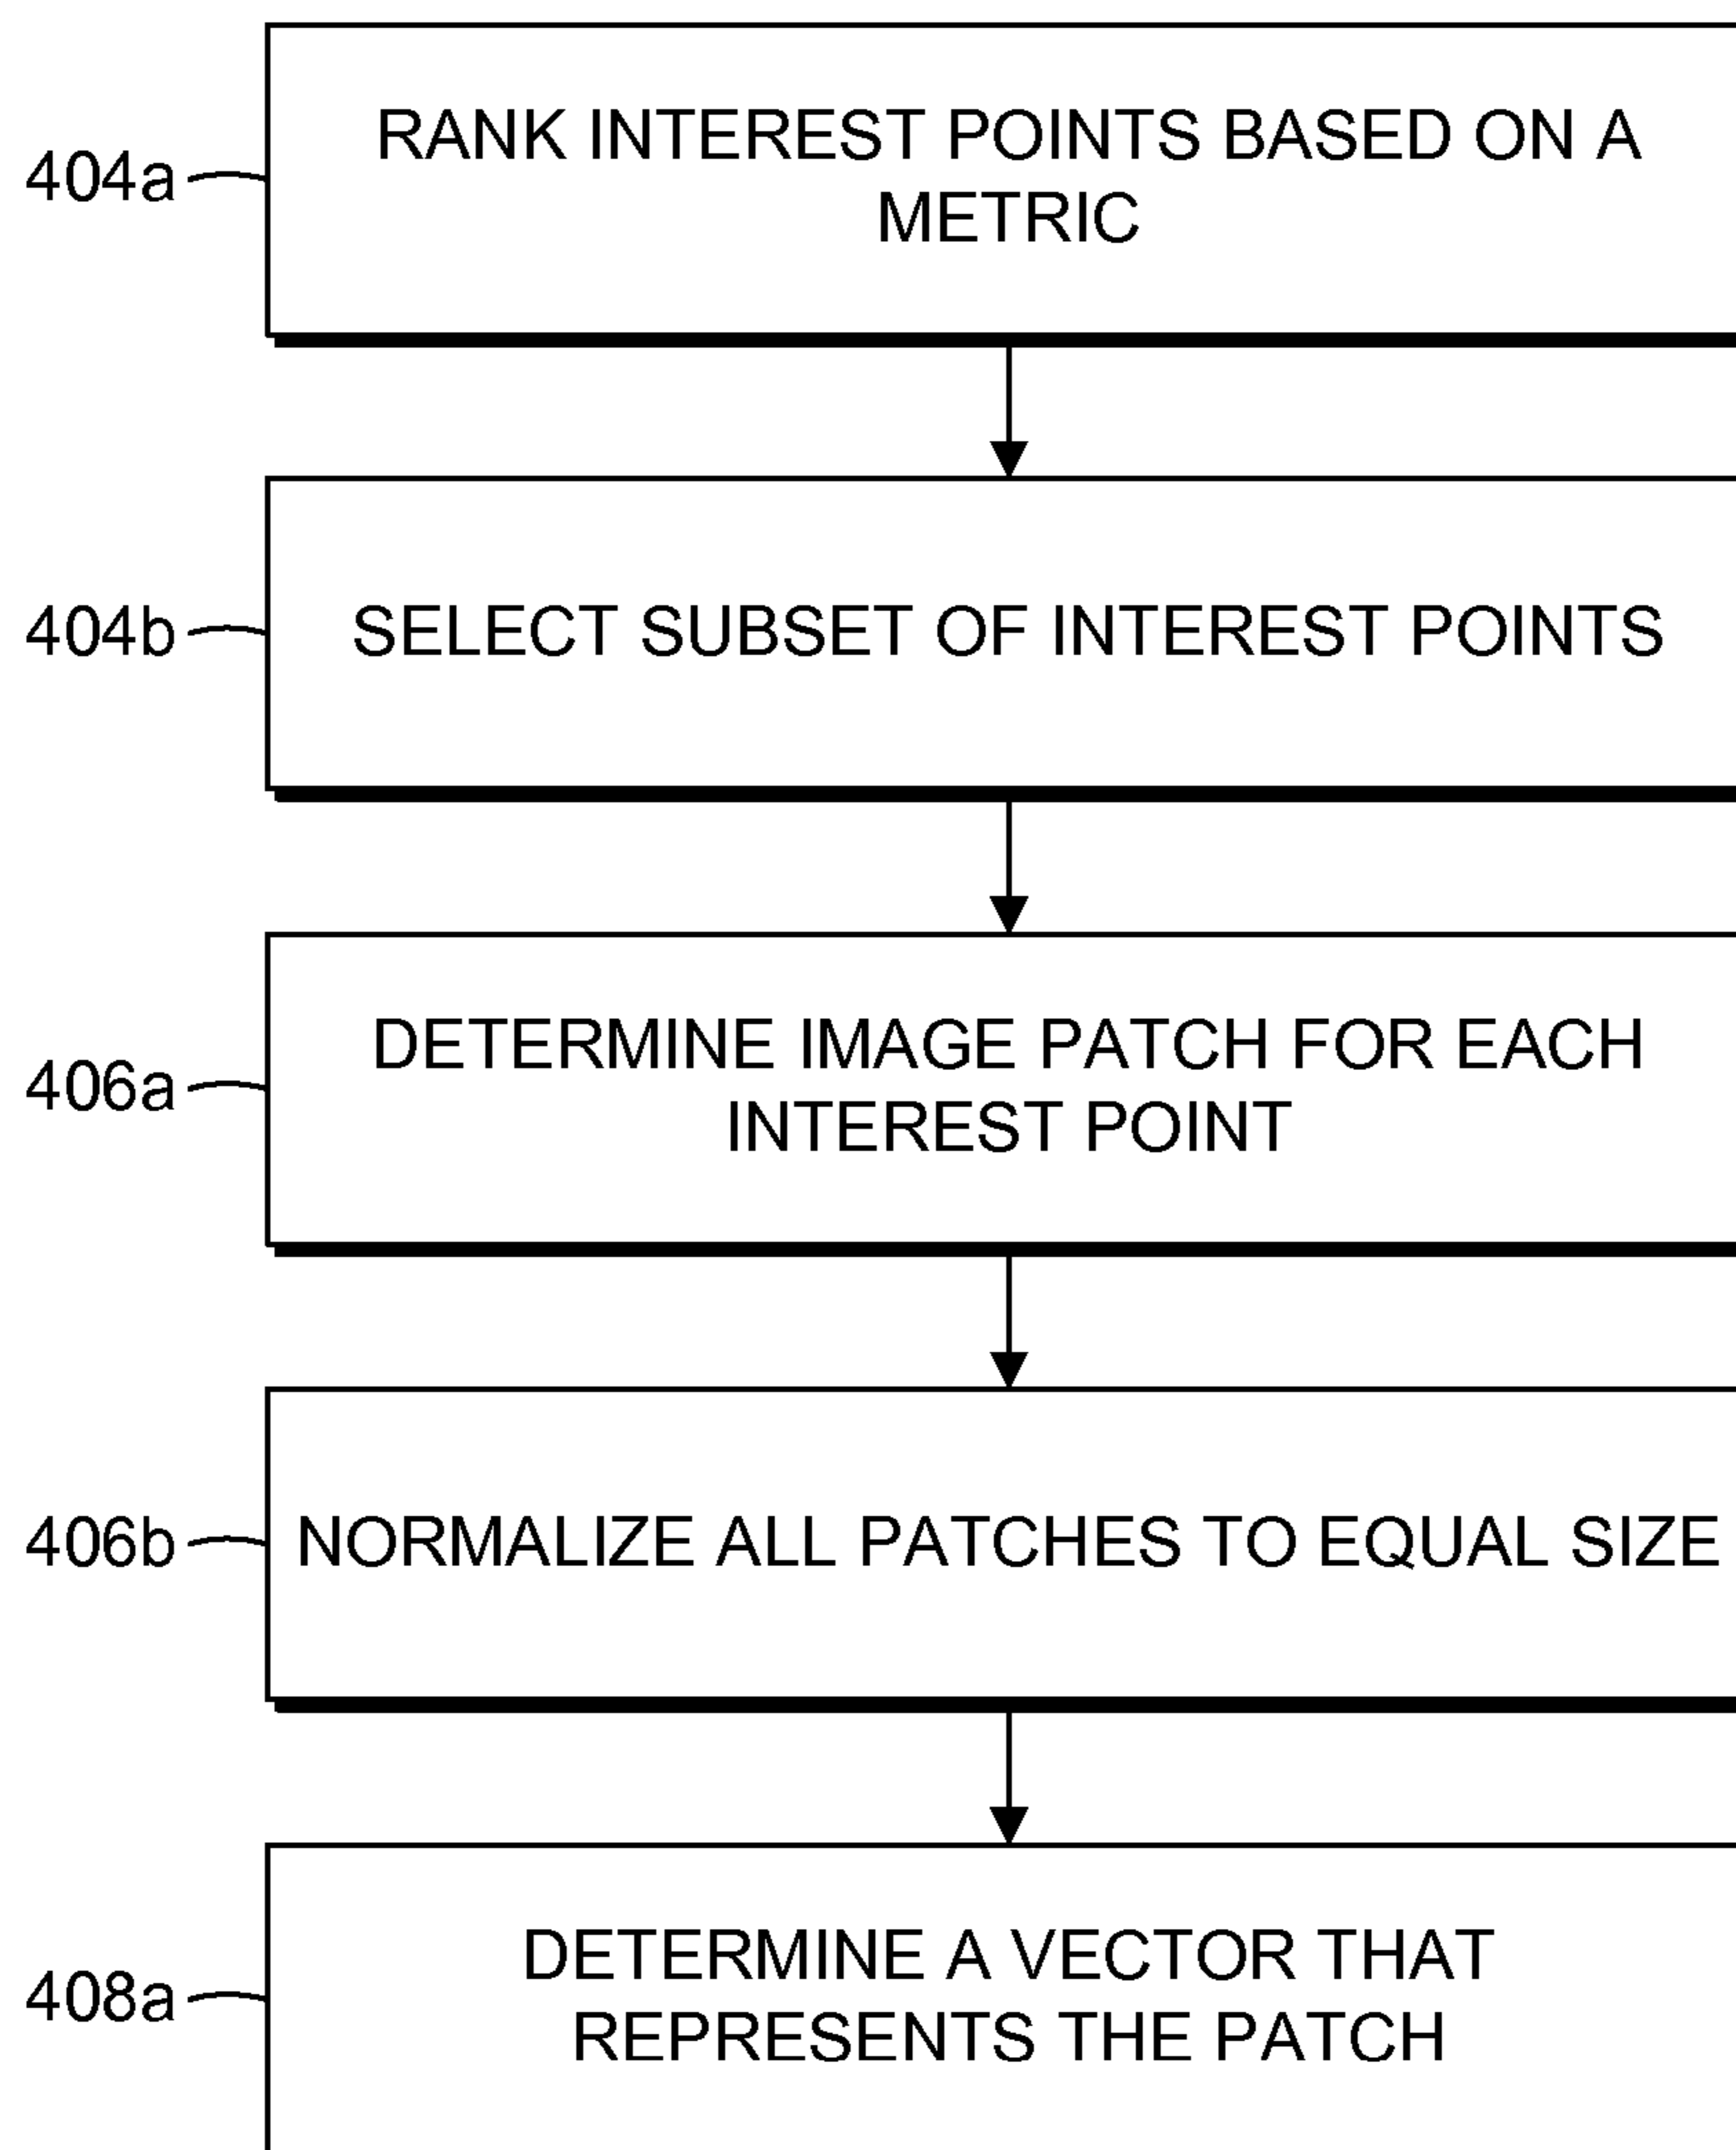 404a
RANK INTEREST POINTS BASED ON A
METRIC
404b
SELECT SUBSET OF INTEREST POINTS
406a
DETERMINE IMAGE PATCH FOR EACH
INTEREST POINT
406b
NORMALIZE ALL PATCHES TO EQUAL SIZE
408a
DETERMINE A VECTOR THAT
REPRESENTS THE PATCH